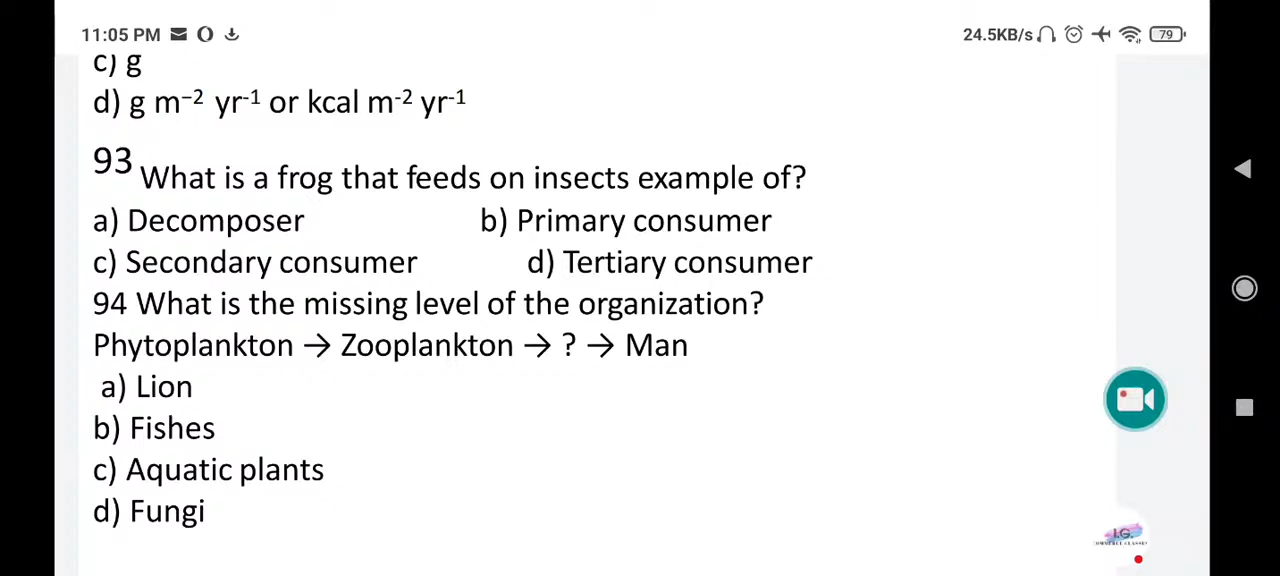 11:05 PM
24.5KB/s
79
c) g
d) g m⁻² yr⁻¹ or kcal m⁻² yr⁻¹
93 What is a frog that feeds on insects example of?
a) Decomposer b) Primary consumer
c) Secondary consumer d) Tertiary consumer
94 What is the missing level of the organization?
Phytoplankton → Zooplankton → ? → Man
a) Lion
b) Fishes
c) Aquatic plants
d) Fungi
I.G.